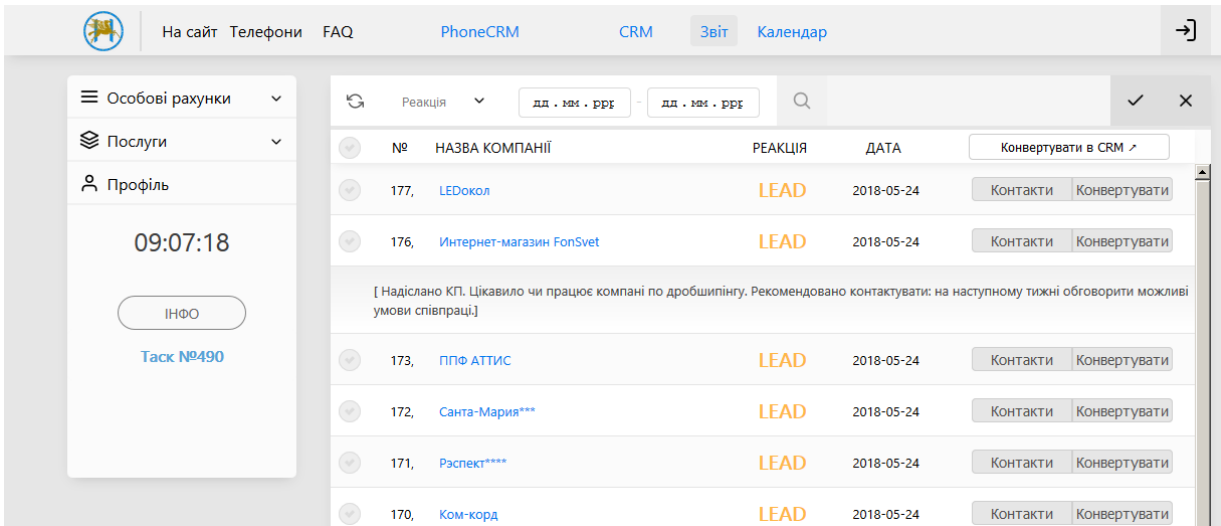 На сайт Телефони FAQ PhoneCRM CRM Звіт Календар
Особові рахунки
Послуги
Профіль
09:07:18
ІНФО
Таск №490
Реакція дд . мм . ррр - дд . мм . ррр
№ НАЗВА КОМПАНІЇ РЕАКЦІЯ ДАТА Конвертувати в CRM ↗
177, LEDокол LEAD 2018-05-24 Контакти Конвертувати
176, Интернет-магазин FonSvet LEAD 2018-05-24 Контакти Конвертувати
[ Надіслано КП. Цікавило чи працює компані по дробшипінгу. Рекомендовано контактувати: на наступному тижні обговорити можливі
умови співпраці.]
173, ППФ АТТИС LEAD 2018-05-24 Контакти Конвертувати
172, Санта-Мария*** LEAD 2018-05-24 Контакти Конвертувати
171, Рэспект**** LEAD 2018-05-24 Контакти Конвертувати
170, Ком-корд LEAD 2018-05-24 Контакти Конвертувати